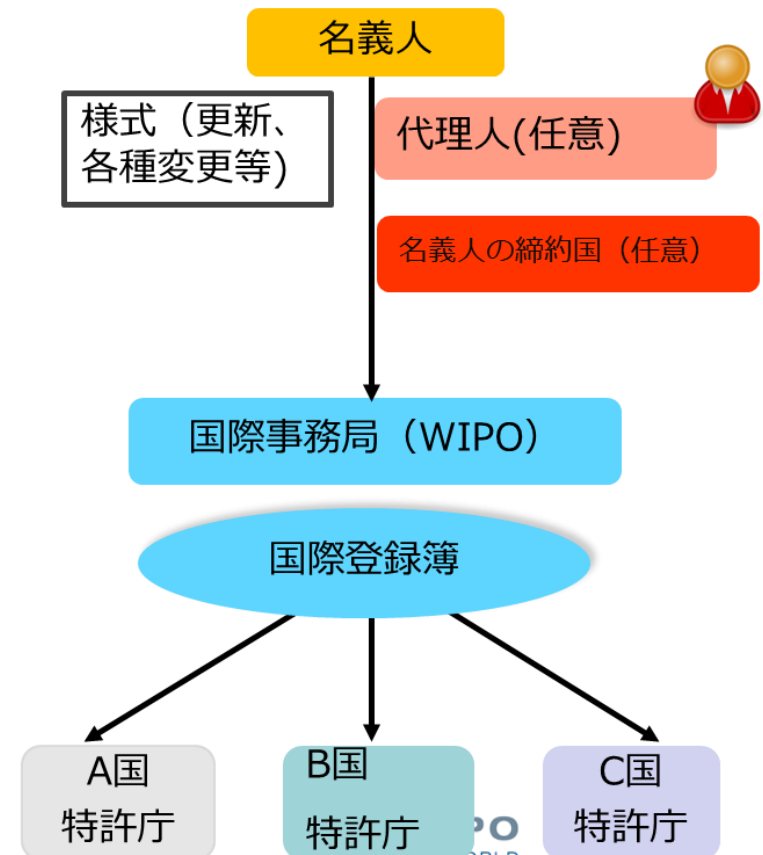 名義人
様式（更新、
各種変更等)
代理人(任意)
名義人の締約国（任意）
国際事務局（WIPO）
国際登録簿
A国
特許庁
B国
特許庁
C国
特許庁